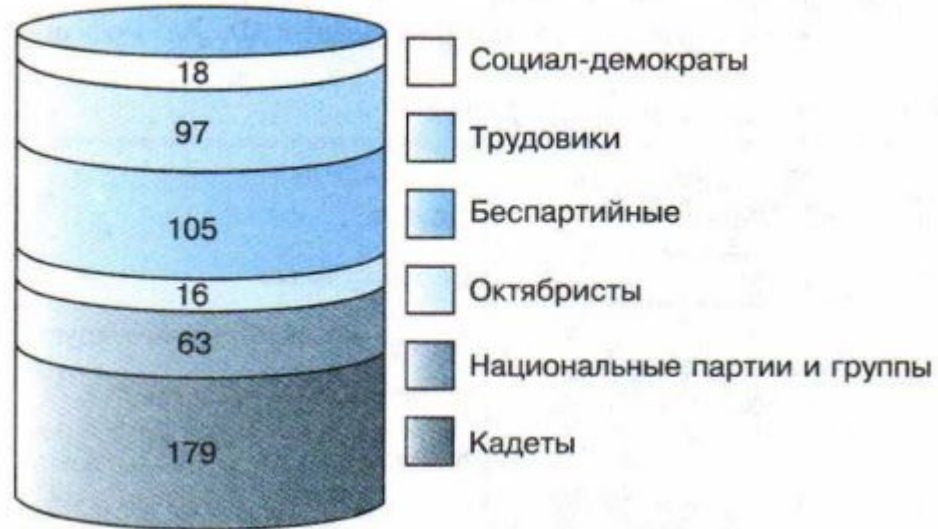 18
97
105
16
63
179
Социал-демократы
Трудовики
Беспартийные
Октябристы
Национальные партии и группы
Кадеты